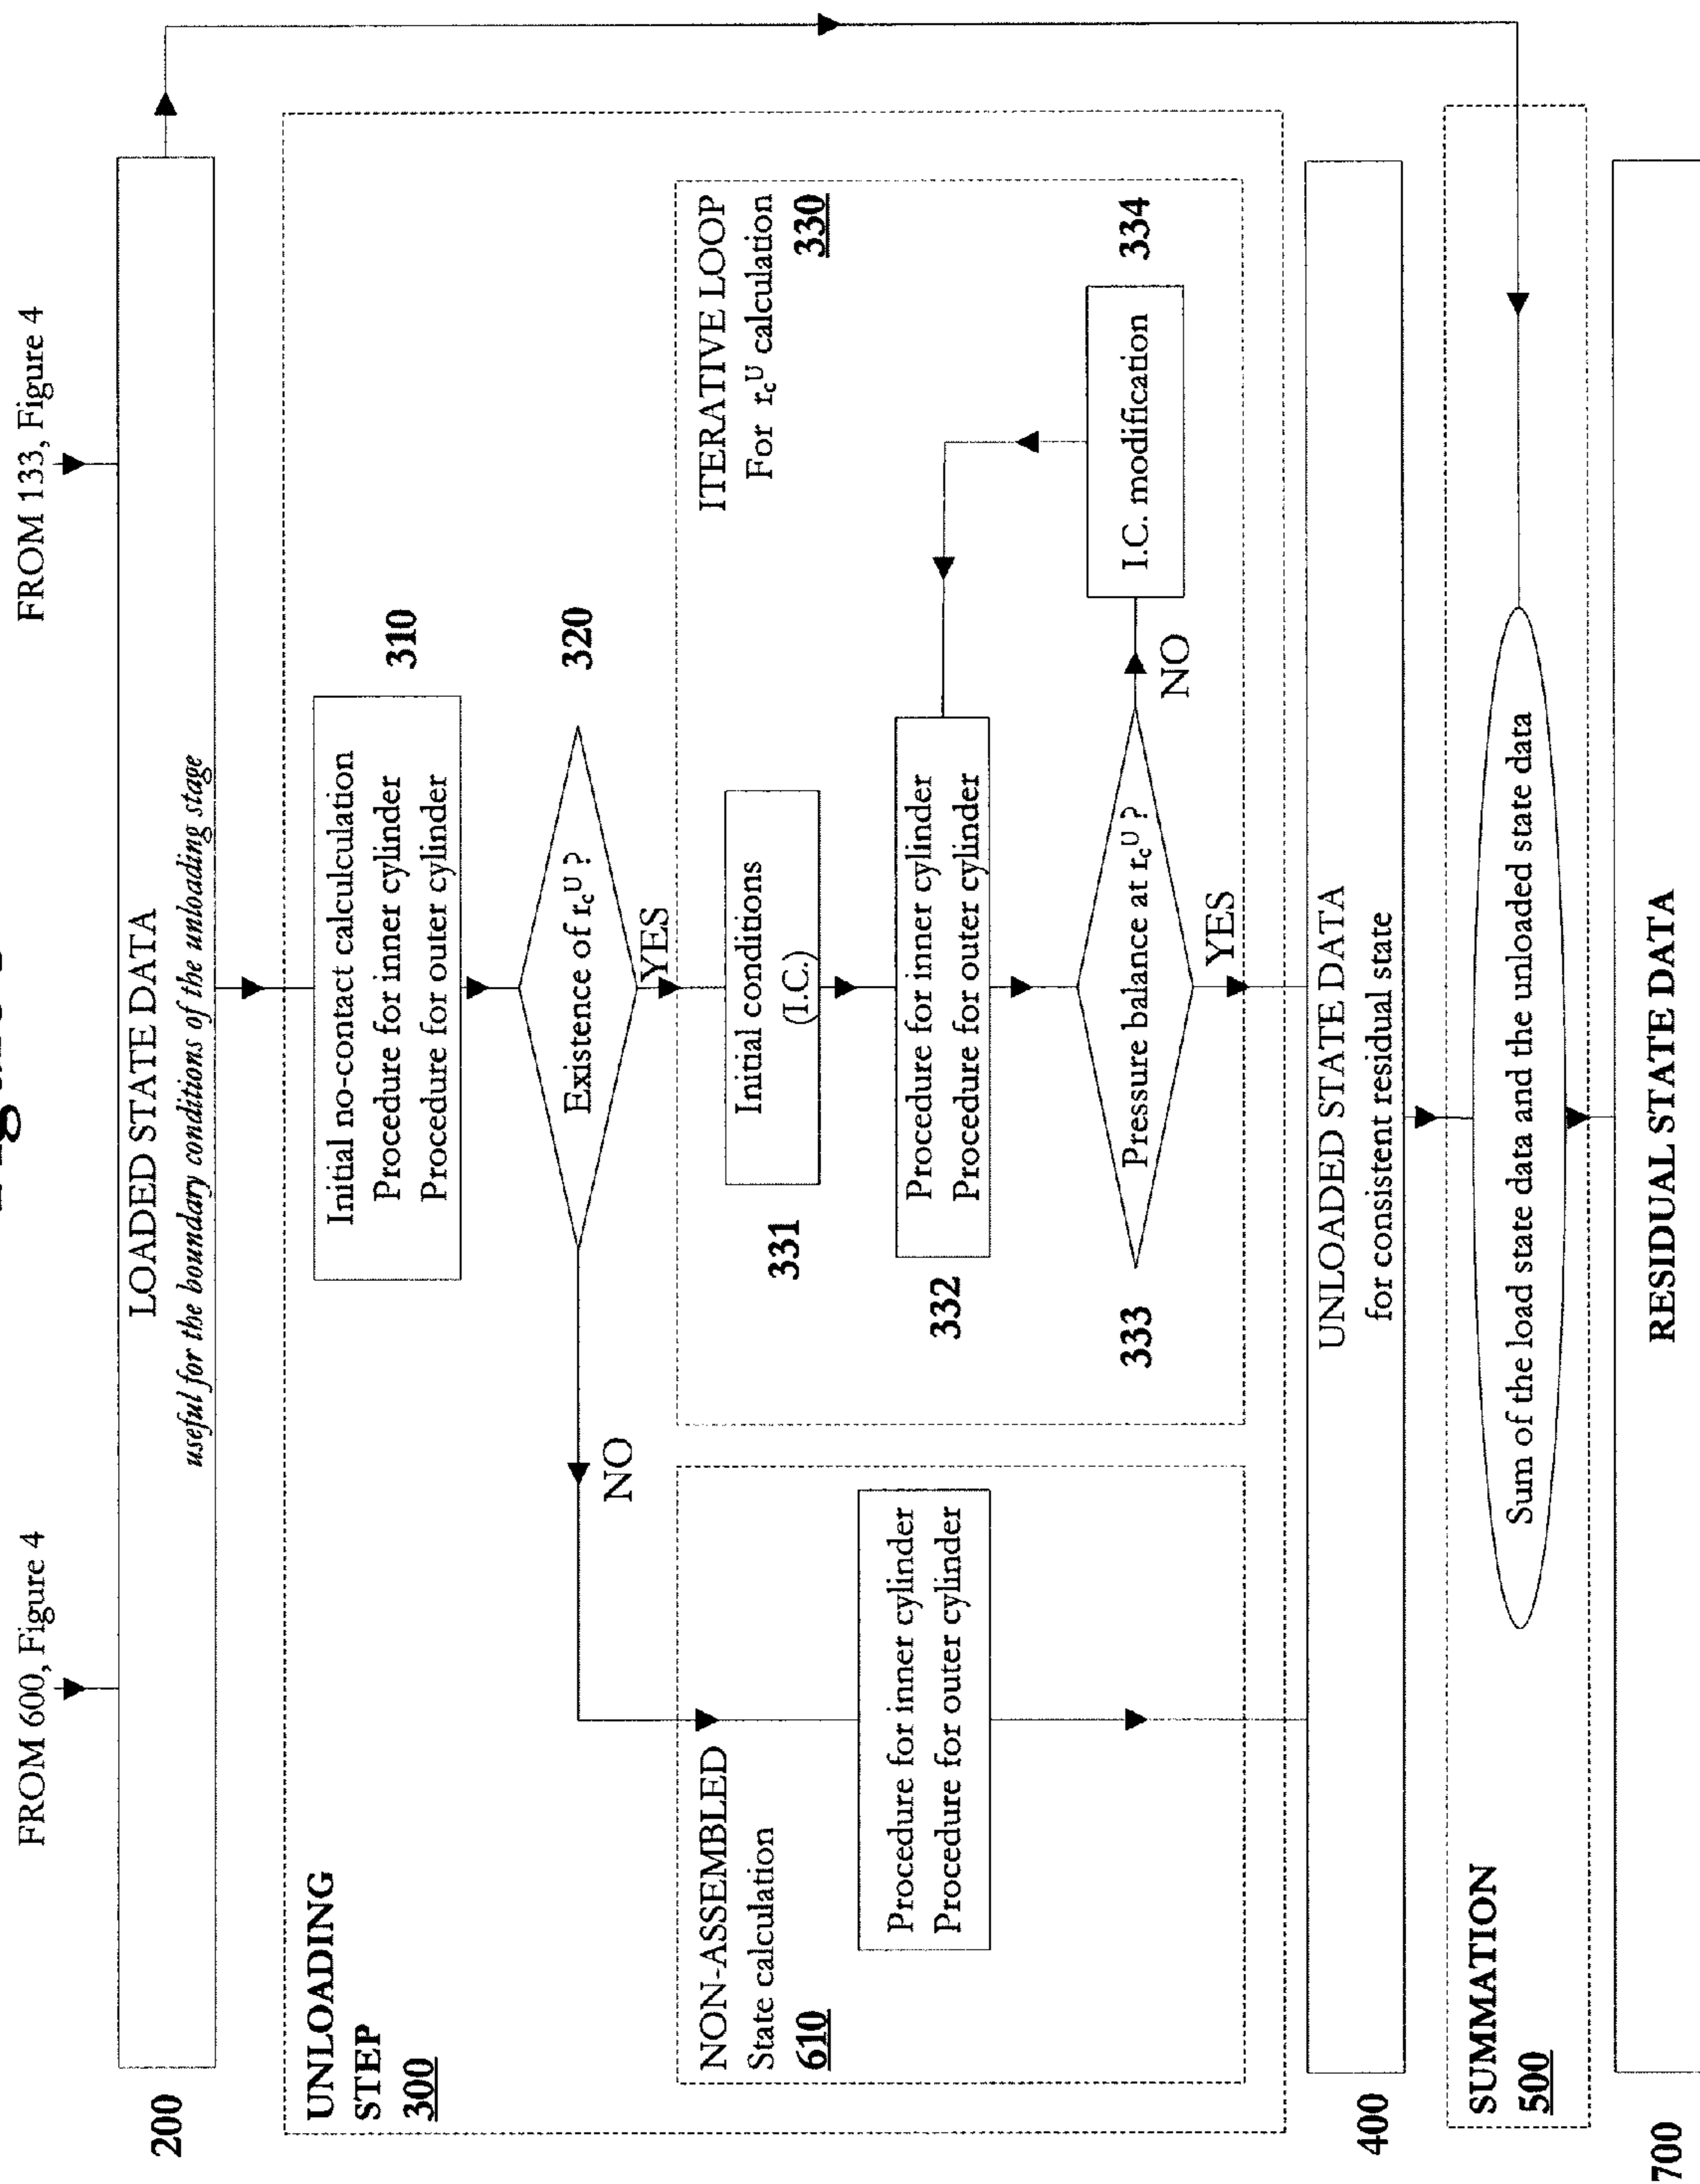 FROM 600, Figure 4
FROM 133, Figure 4
LOADED STATE DATA
useful for the boundary conditions of the unloading stage
200
UNLOADING
STEP
300
Initial no-contact calculculation
Procedure for inner cylinder
Procedure for outer cylinder
310
Existence of r_c^U ?
320
NO
YES
NON-ASSEMBLED
State calculation
610
Procedure for inner cylinder
Procedure for outer cylinder
ITERATIVE LOOP
For r_c^U calculation
330
Initial conditions
(I.C.)
331
Procedure for inner cylinder
Procedure for outer cylinder
332
Pressure balance at r_c^U ?
333
NO
I.C. modification
334
YES
UNLOADED STATE DATA
for consistent residual state
400
SUMMATION
500
Sum of the load state data and the unloaded state data
RESIDUAL STATE DATA
700